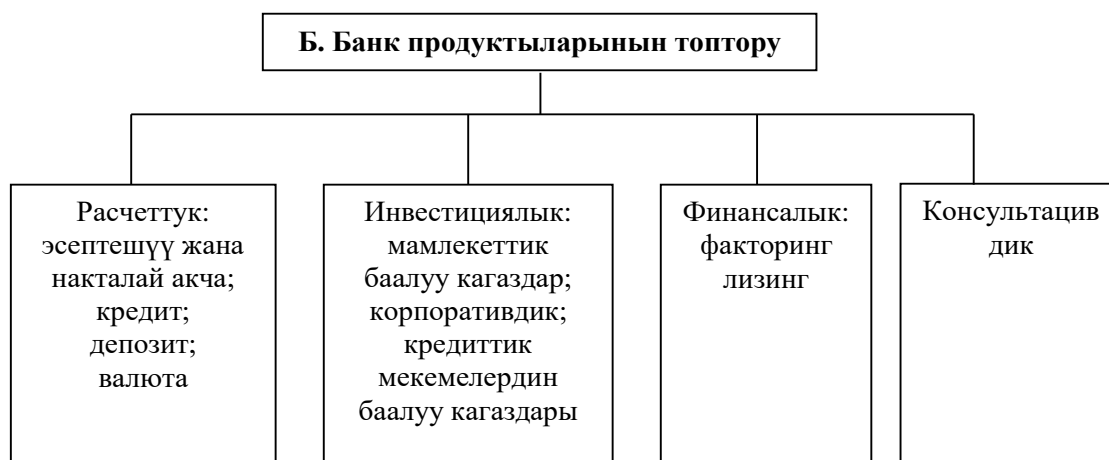 Б. Банк продуктыларынын топтору
Расчеттук:
эсептешүү жана
накталай акча;
кредит;
депозит;
валюта
Инвестициялык:
мамлекеттик
баалуу кагаздар;
корпоративдик;
кредиттик
мекемелердин
баалуу кагаздары
Финансалык:
факторинг
лизинг
Консультацив
дик